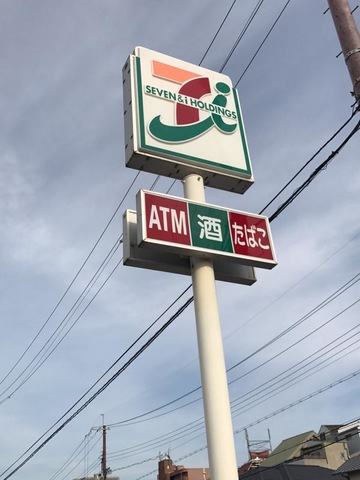 SEVEN & i HOLDINGS
ATM 酒 たばこ